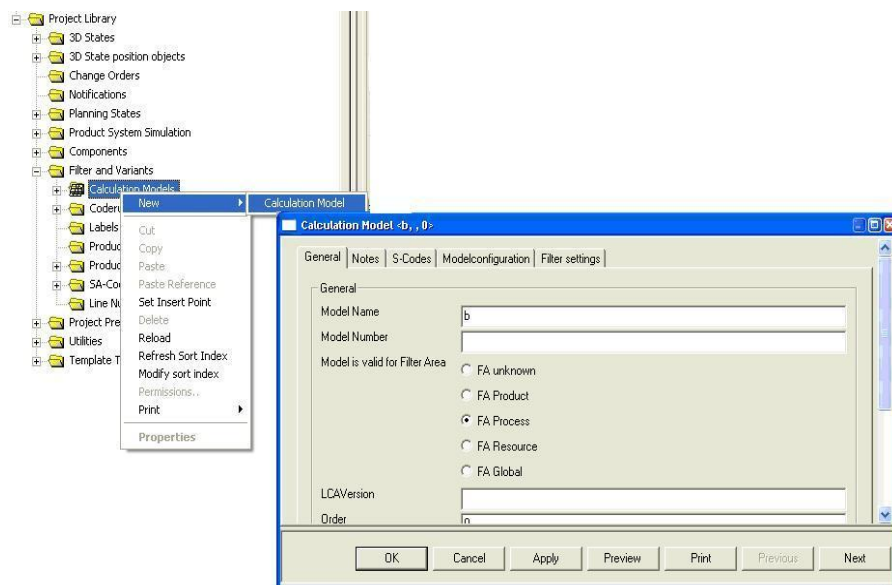 Project Library
3D States
3D State position objects
Change Orders
Notifications
Planning States
Product System Simulation
Components
Filter and Variants
Calculation Models
Labels
Utilities
New
Cut
Copy
Paste
Paste Reference
Set Insert Point
Delete
Reload
Refresh Sort Index
Modify sort index
Permissions..
Print
Properties
Calculation Model
Calculation Model <b, , 0>
General Notes S-Codes Modelconfiguration Filter settings
General
Model Name b
Model Number
Model is valid for Filter Area
FA unknown
FA Product
FA Process
FA Resource
FA Global
LCAVersion
Order
OK Cancel Apply Preview Print Previous Next